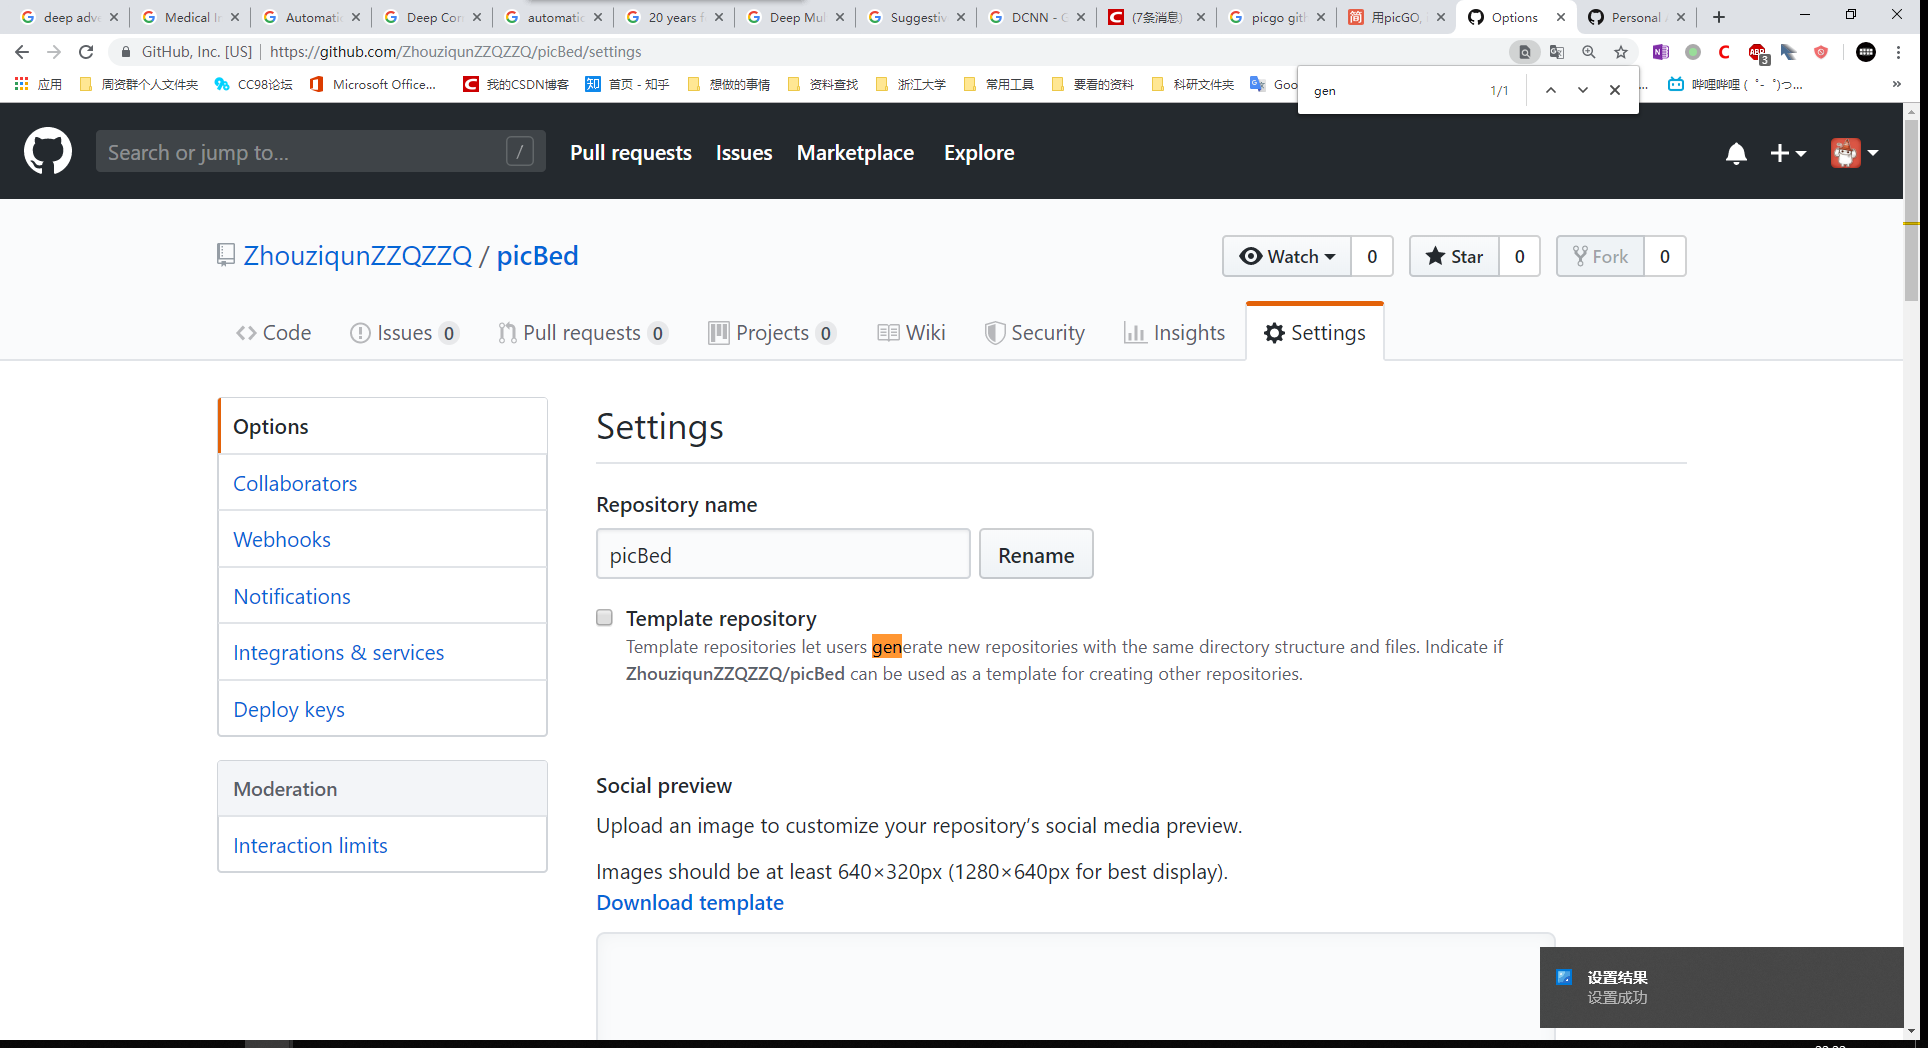 deep adve
Medical I
Automati
Deep Cor
automatic
20 years f
Deep Mul
Suggestiv
DCNN - G
(7条消息)
picgo gith
用picGO,
Options
Personal A
GitHub, Inc. [US] | https://github.com/ZhouziqunZZQZZQ/picBed/settings
应用
周资群个人文件夹
CC98论坛
Microsoft Office...
我的CSDN博客
知 首页 - 知乎
想做的事情
资料查找
浙江大学
常用工具
要看的资料
科研文件夹
Goo
哔哩哔哩 ( ゜- ゜)つ...
»
gen 1/1
ABP 3
Search or jump to... /
Pull requests Issues Marketplace Explore
ZhouziqunZZQZZQ / picBed
Watch 0 Star 0 Fork 0
Code Issues 0 Pull requests 0 Projects 0 Wiki Security Insights Settings
Options
Collaborators
Webhooks
Notifications
Integrations & services
Deploy keys
Moderation
Interaction limits
Settings
Repository name
picBed Rename
Template repository
Template repositories let users generate new repositories with the same directory structure and files. Indicate if
ZhouziqunZZQZZQ/picBed can be used as a template for creating other repositories.
Social preview
Upload an image to customize your repository’s social media preview.
Images should be at least 640×320px (1280×640px for best display).
Download template
设置结果
设置成功